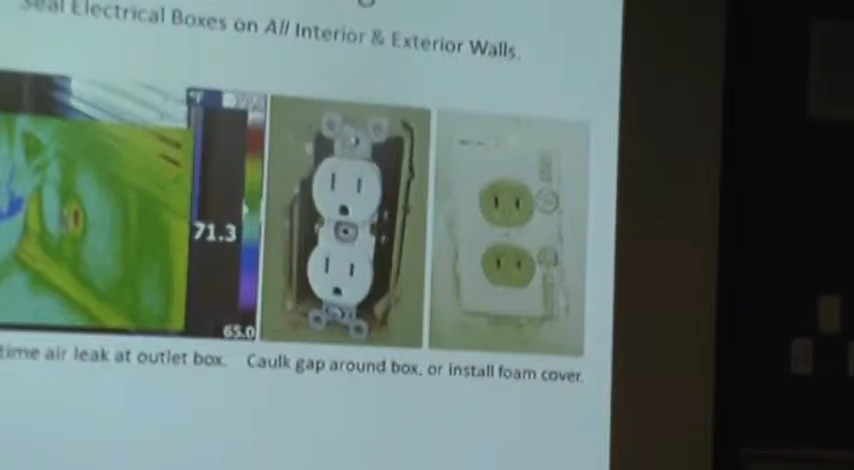 Seal Electrical Boxes on All Interior & Exterior Walls.
°F
71.3
65.0
time air leak at outlet box. Caulk gap around box, or install foam cover.